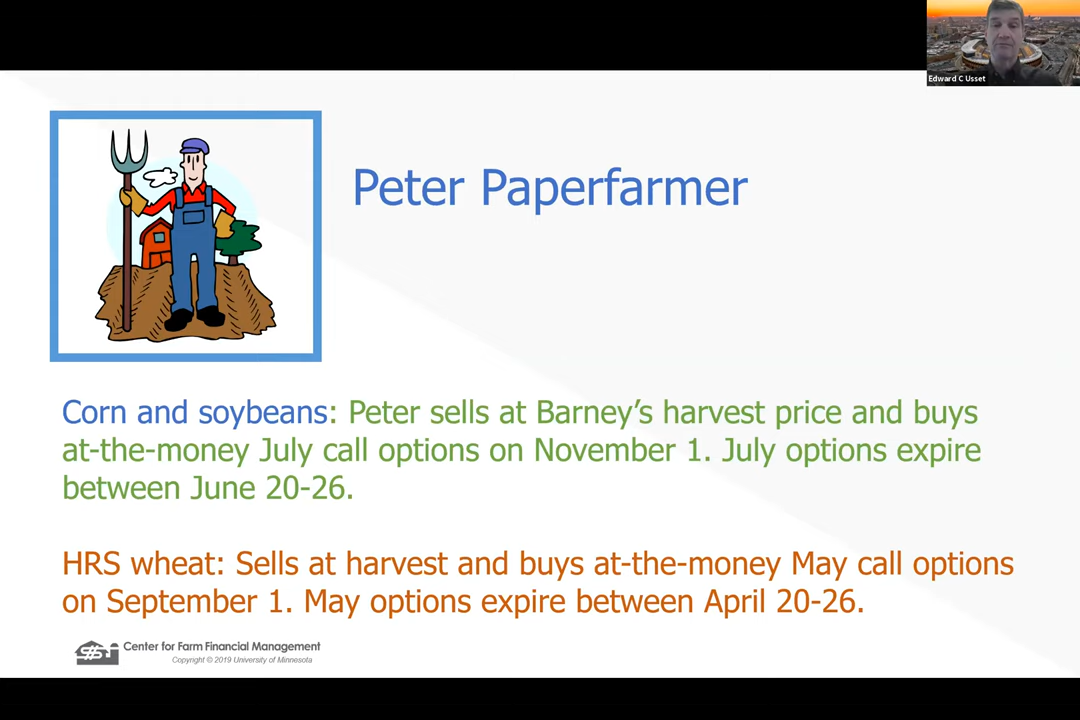 Edward C Usset
Peter Paperfarmer
Corn and soybeans: Peter sells at Barney’s harvest price and buys
at-the-money July call options on November 1. July options expire
between June 20-26.
HRS wheat: Sells at harvest and buys at-the-money May call options
on September 1. May options expire between April 20-26.
Center for Farm Financial Management
Copyright © 2019 University of Minnesota